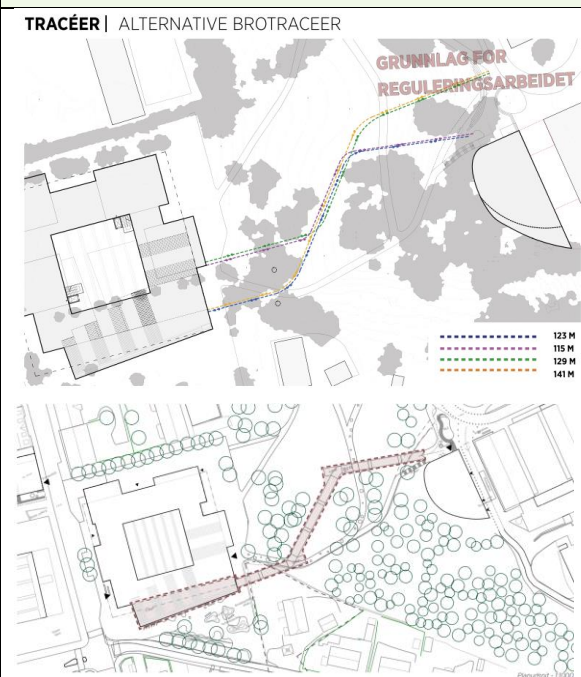 TRACÉER | ALTERNATIVE BROTRACEER
GRUNNLAG FOR
REGULERINGSARBEIDET
123 M
115 M
129 M
141 M